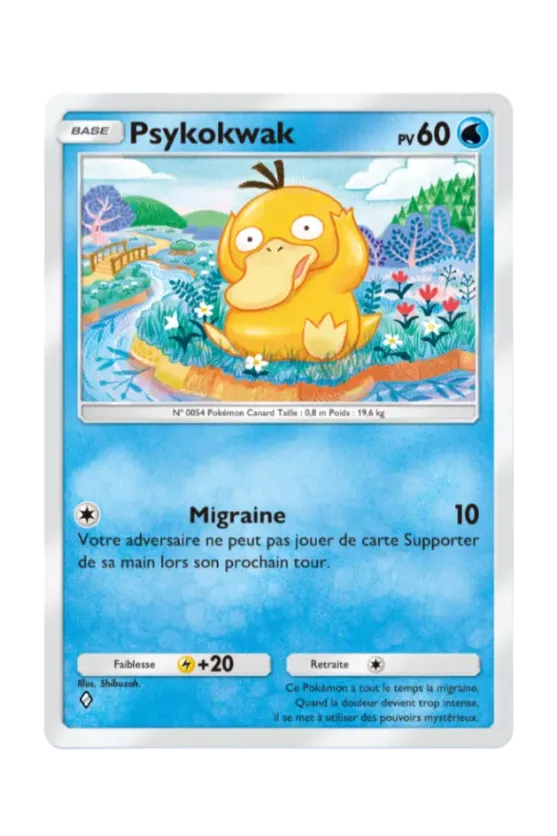 BASE Psykokwak PV 60
N° 0054 Pokémon Canard Taille : 0,8 m Poids : 19,6 kg
Migraine 10
Votre adversaire ne peut pas jouer de carte Supporter
de sa main lors son prochain tour.
Faiblesse +20 Retraite
Illus. Shibuzoh.
Ce Pokémon a tout le temps la migraine.
Quand la douleur devient trop intense,
il se met à utiliser des pouvoirs mystérieux.